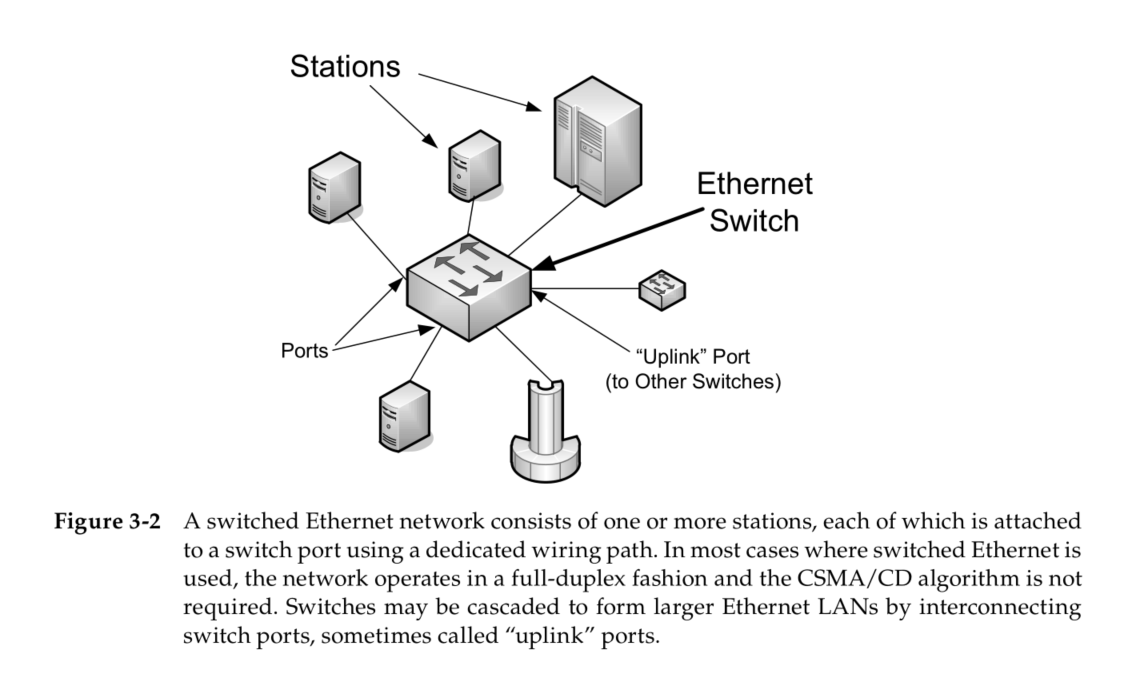 Stations
Ethernet
Switch
Ports
“Uplink” Port
(to Other Switches)
Figure 3-2 A switched Ethernet network consists of one or more stations, each of which is attached
to a switch port using a dedicated wiring path. In most cases where switched Ethernet is
used, the network operates in a full-duplex fashion and the CSMA/CD algorithm is not
required. Switches may be cascaded to form larger Ethernet LANs by interconnecting
switch ports, sometimes called “uplink” ports.